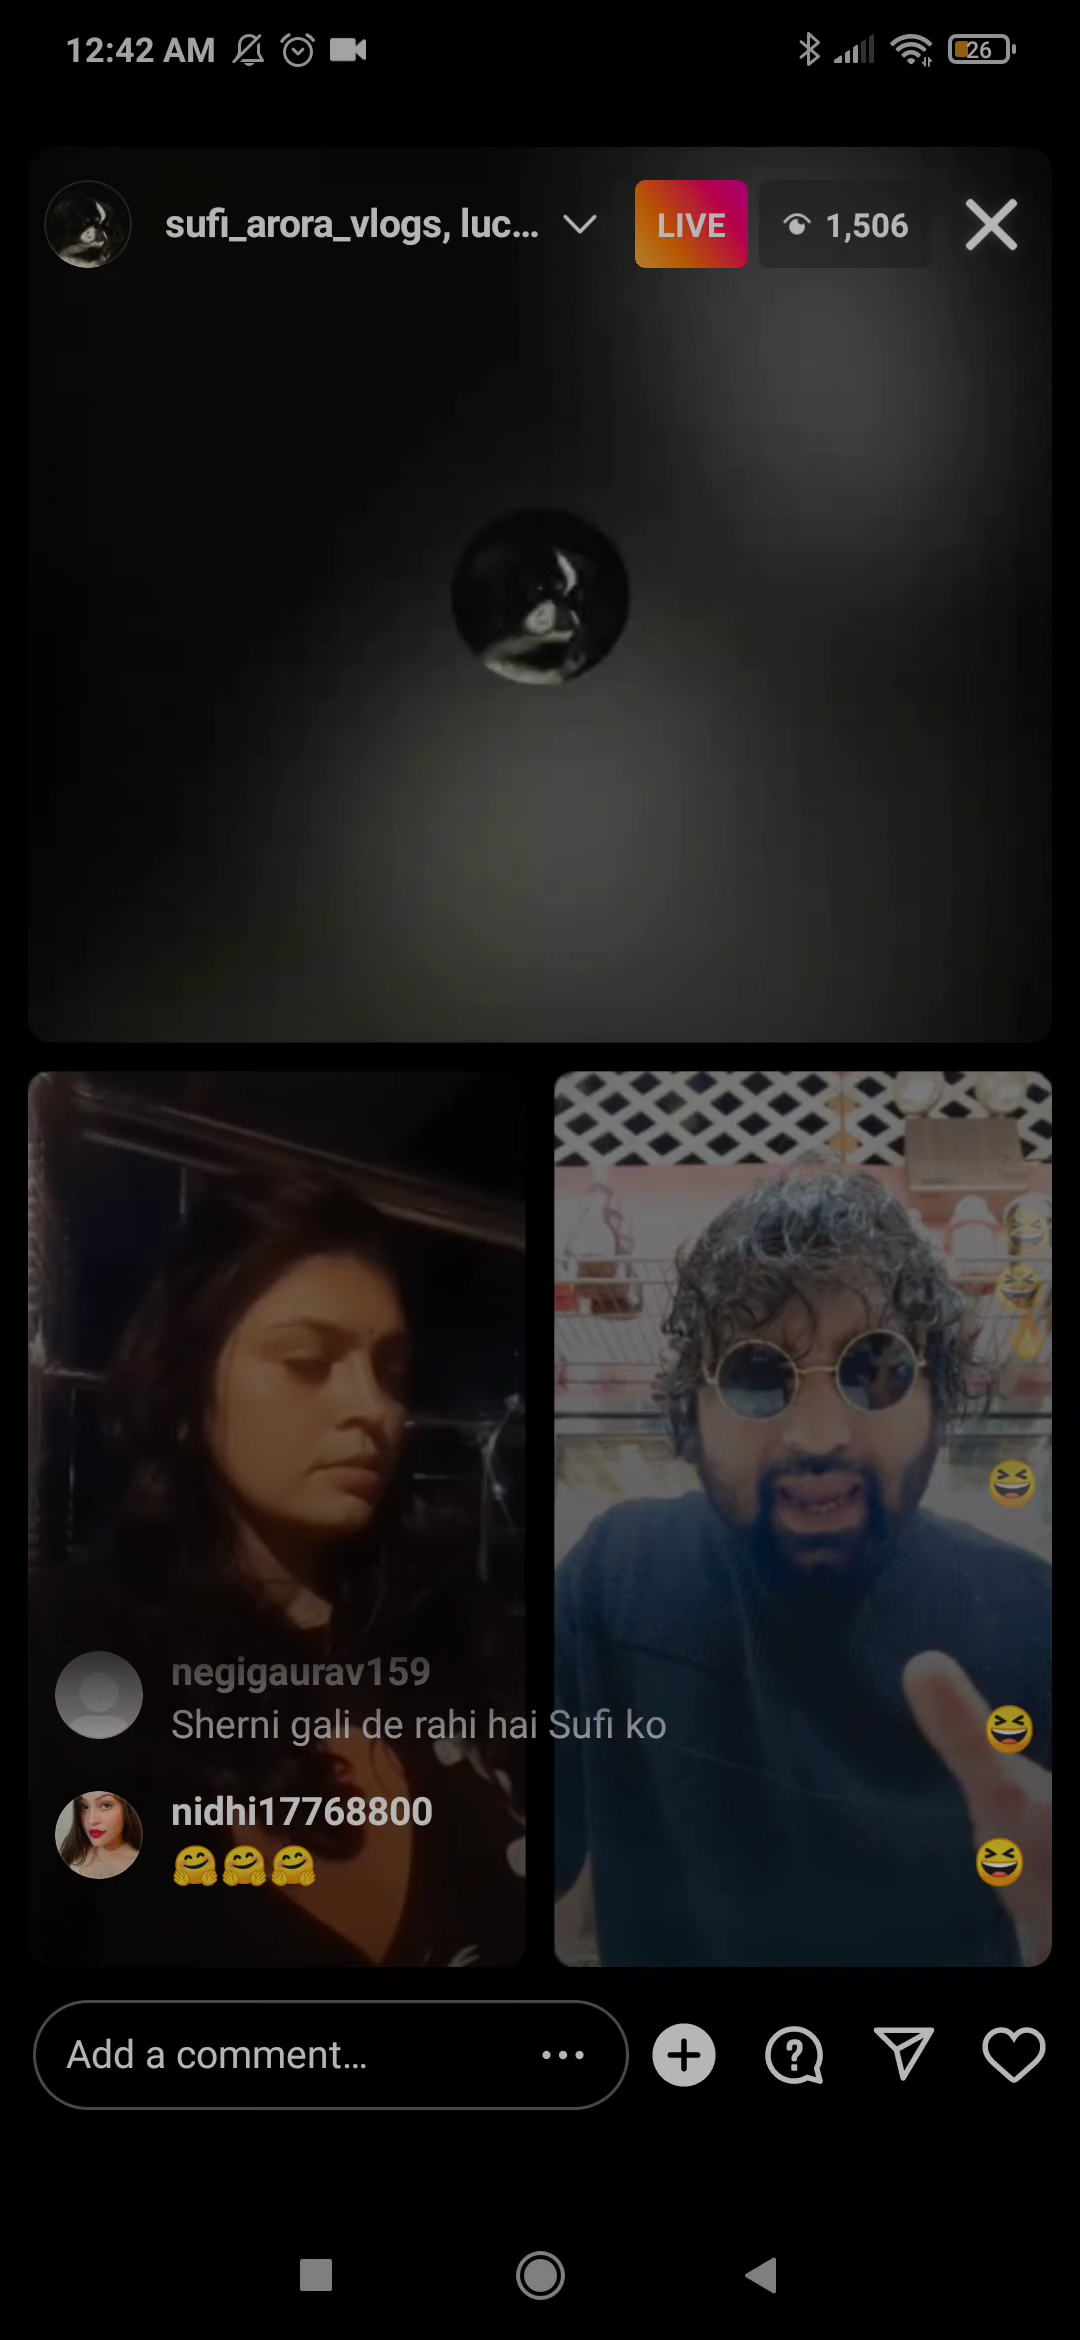 12:42 AM
26
sufi_arora_vlogs, luc...
LIVE
1,506
negigaurav159
Sherni gali de rahi hai Sufi ko
nidhi17768800
🤗🤗🤗
Add a comment...